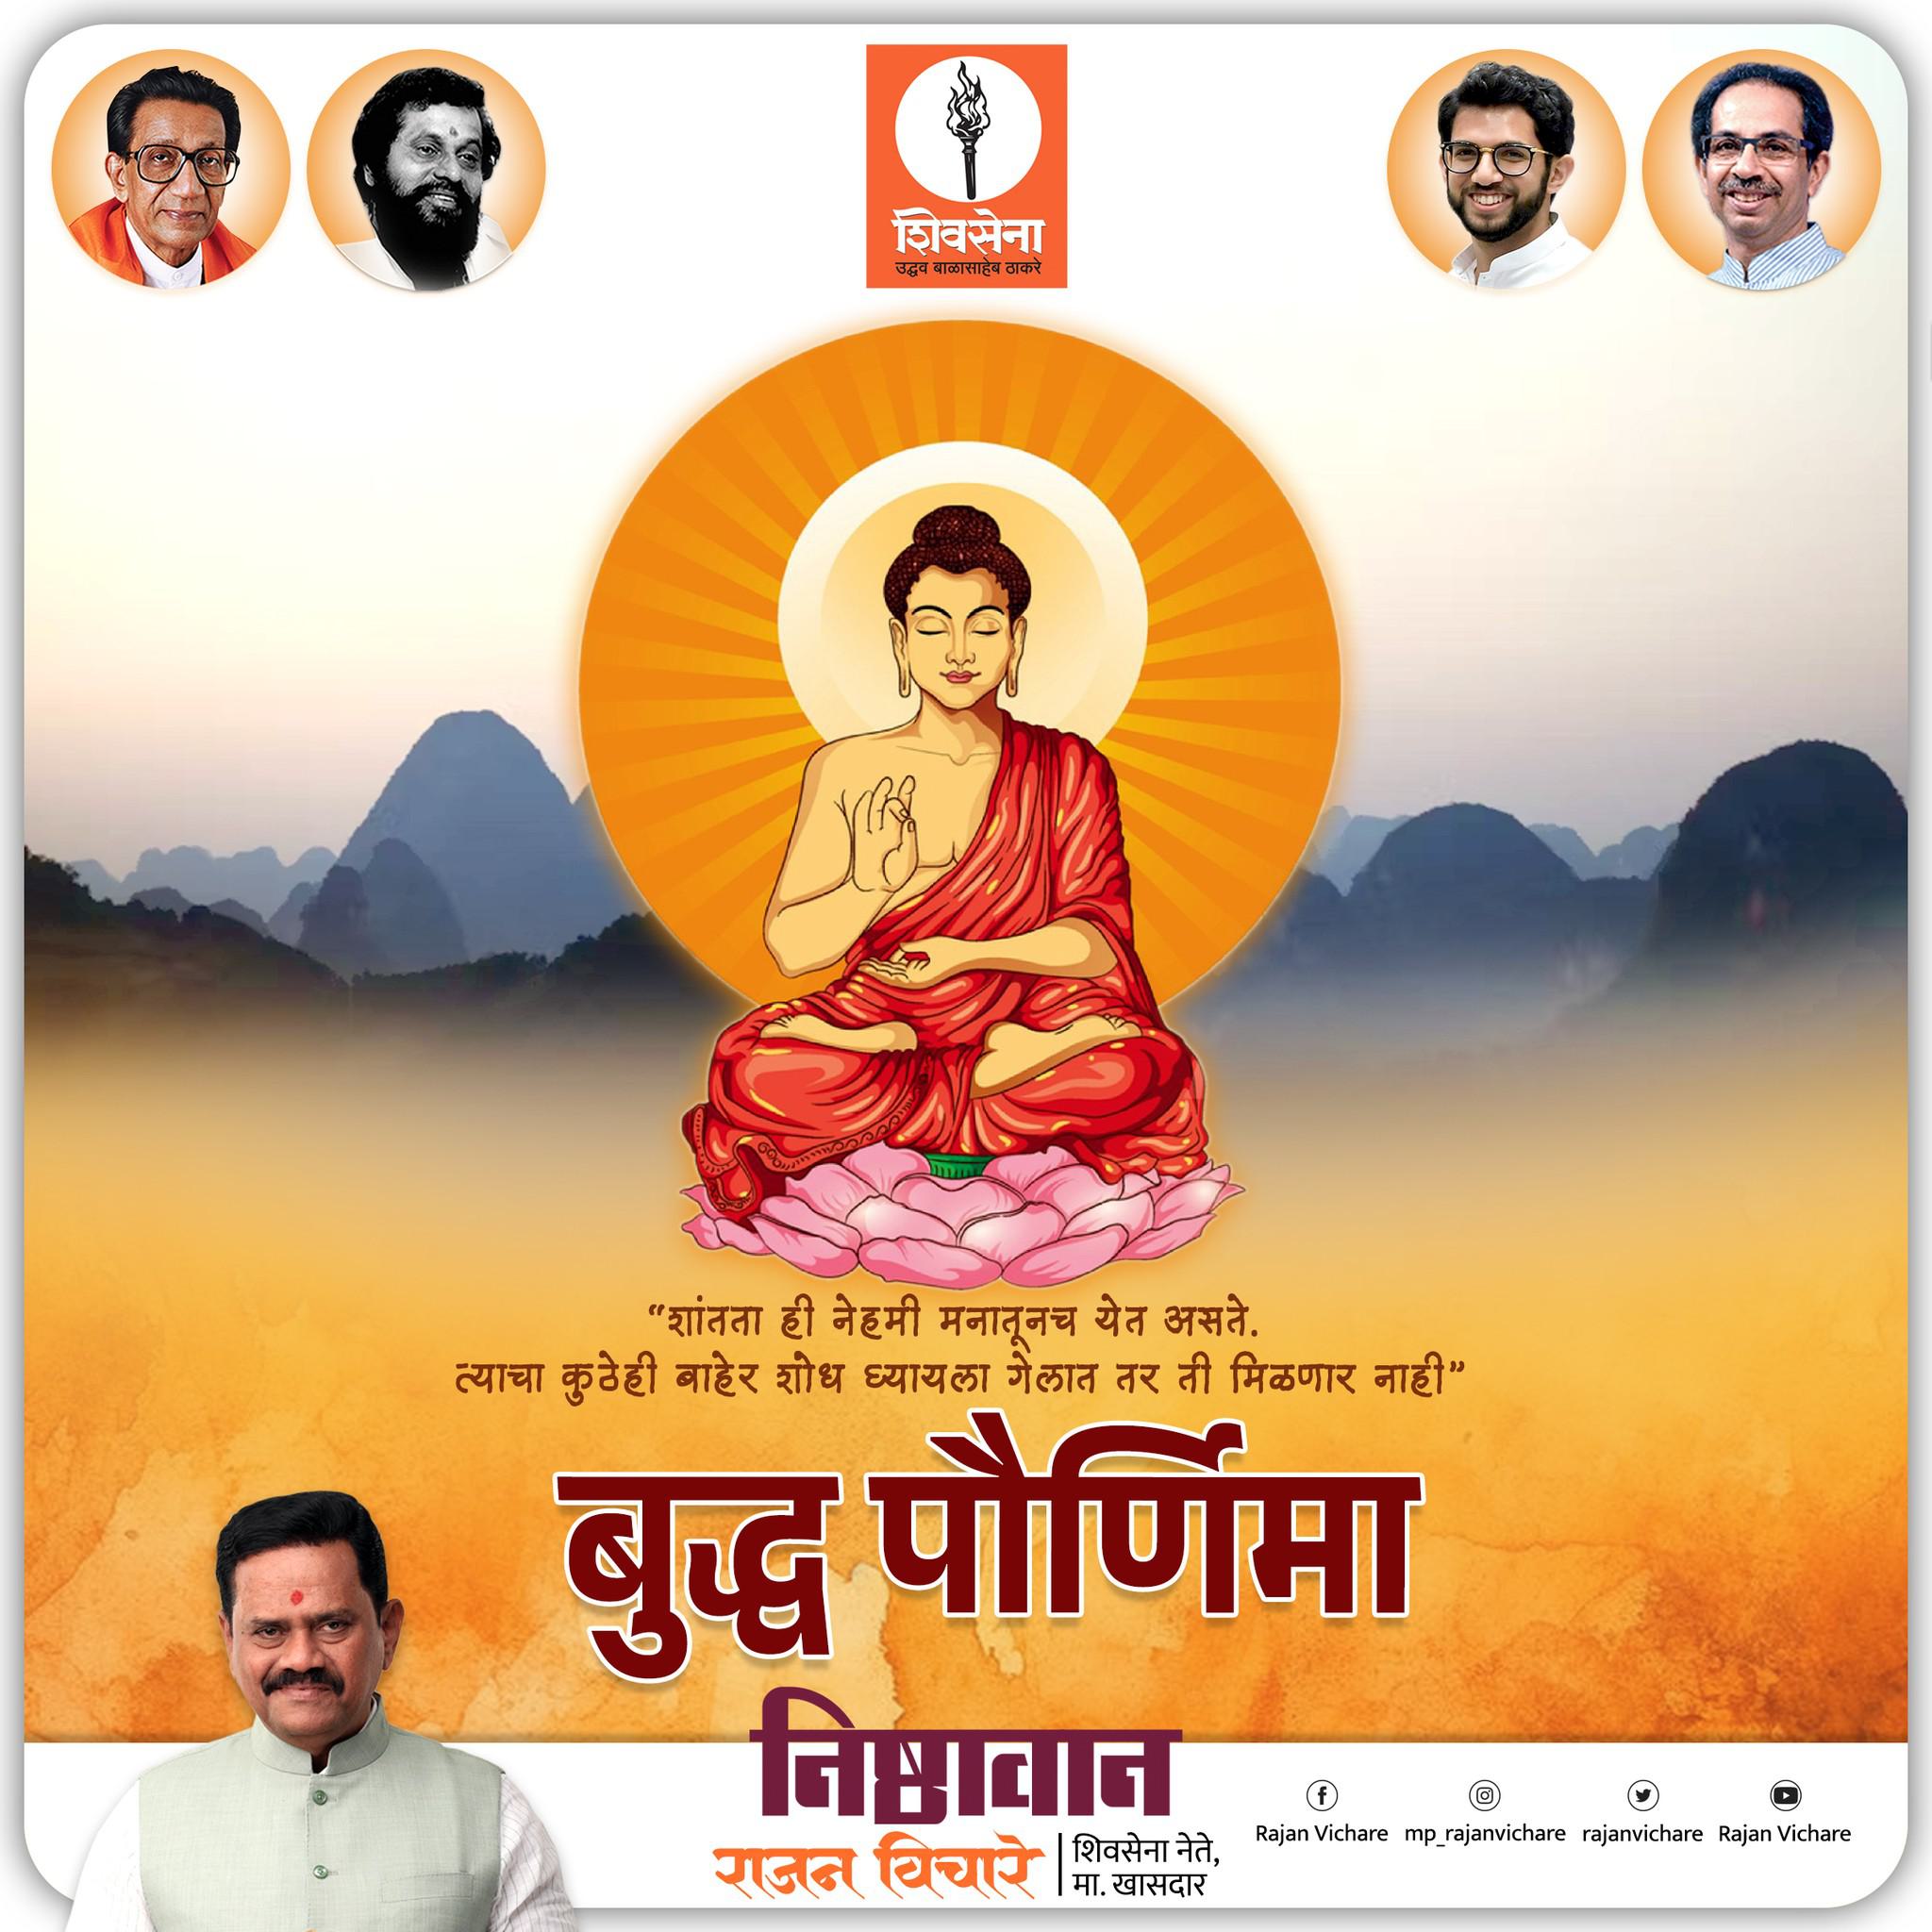 शिवसेना
उद्धव बाळासाहेब ठाकरे
“शांतता ही नेहमी मनातूनच येत असते.
त्याचा कुठेही बाहेर शोध घ्यायला गेलात तर ती मिळणार नाही”
बुद्ध पौर्णिमा
निष्ठावान
राजन विचारे
शिवसेना नेते,
मा. खासदार
Rajan Vichare
mp_rajanvichare
rajanvichare
Rajan Vichare